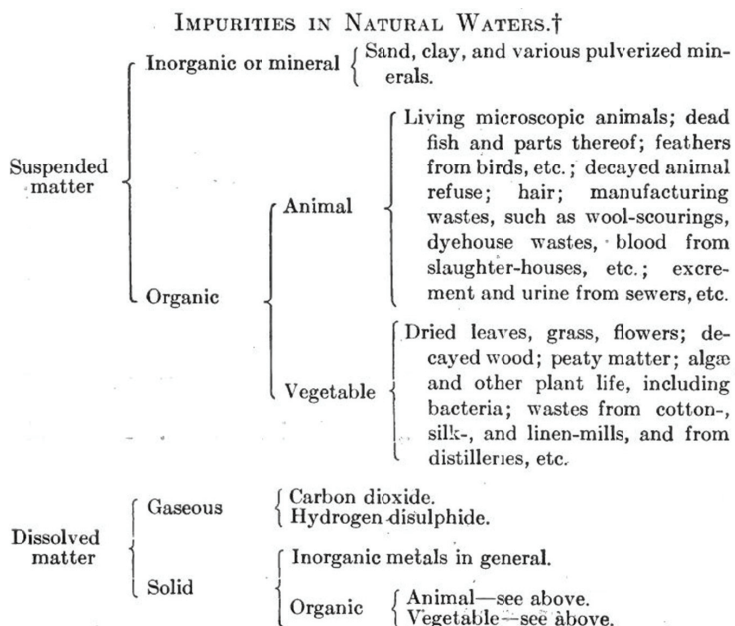 IMPURITIES IN NATURAL WATERS.†
Inorganic or mineral
Sand, clay, and various pulverized min-
erals.
Suspended
matter
Organic
Animal
Living microscopic animals; dead
fish and parts thereof; feathers
from birds, etc.; decayed animal
refuse; hair; manufacturing
wastes, such as wool-scourings,
dyehouse wastes, blood from
slaughter-houses, etc.; excre-
ment and urine from sewers, etc.
Vegetable
Dried leaves, grass, flowers; de-
cayed wood; peaty matter; algæ
and other plant life, including
bacteria; wastes from cotton-,
silk-, and linen-mills, and from
distilleries, etc.
Dissolved
matter
Gaseous
Carbon dioxide.
Hydrogen disulphide.
Solid
Inorganic metals in general.
Organic
Animal—see above.
Vegetable—see above.